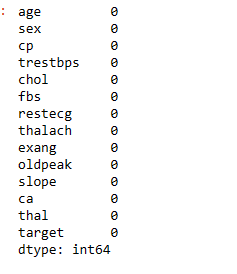 : age 0
sex 0
cp 0
trestbps 0
chol 0
fbs 0
restecg 0
thalach 0
exang 0
oldpeak 0
slope 0
ca 0
thal 0
target 0
dtype: int64